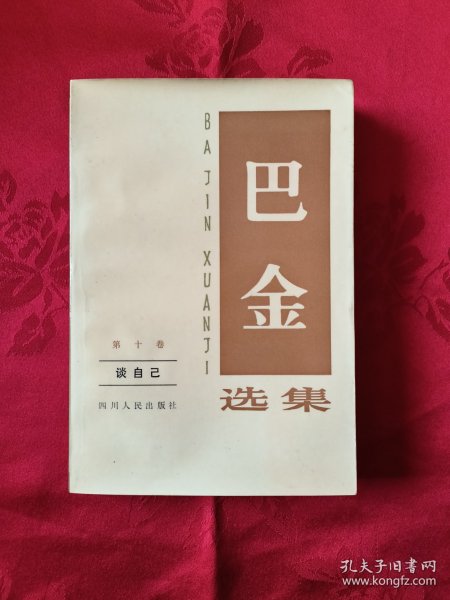 BA JIN XUANJI
巴金
选集
第十卷
谈自己
四川人民出版社
孔夫子旧书网
www.kongfz.com